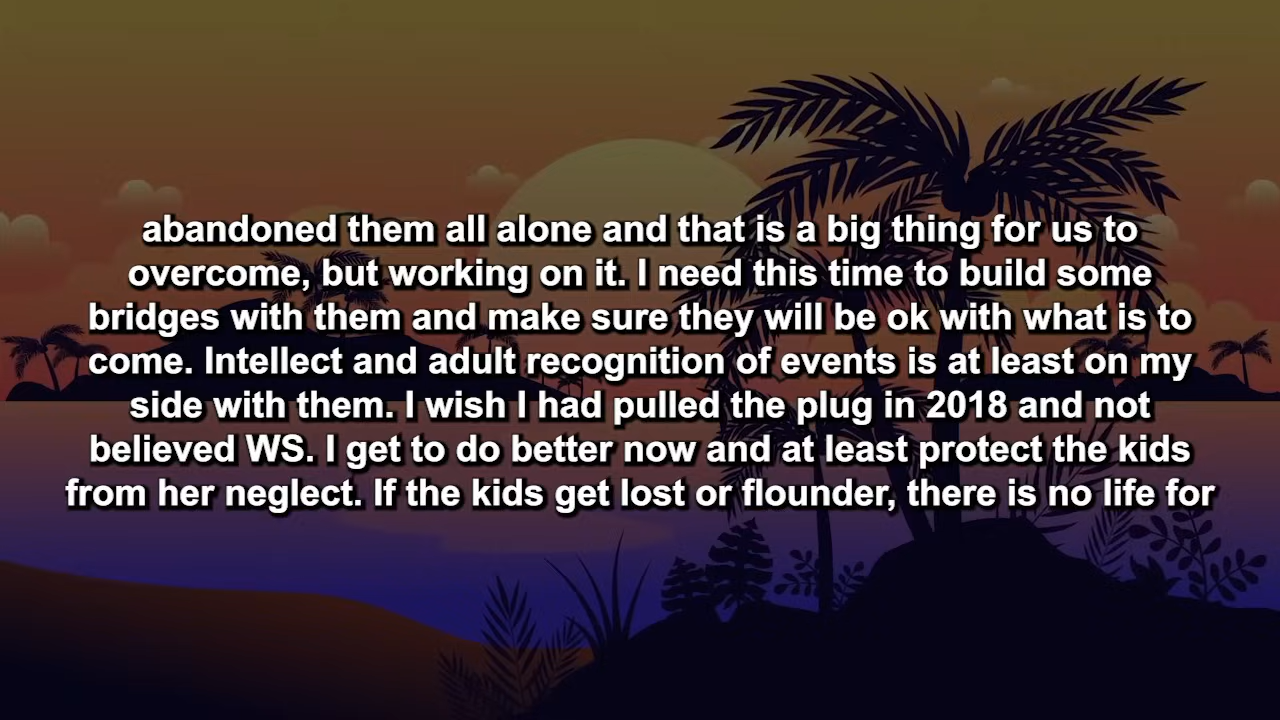 abandoned them all alone and that is a big thing for us to
overcome, but working on it. I need this time to build some
bridges with them and make sure they will be ok with what is to
come. Intellect and adult recognition of events is at least on my
side with them. I wish I had pulled the plug in 2018 and not
believed WS. I get to do better now and at least protect the kids
from her neglect. If the kids get lost or flounder, there is no life for